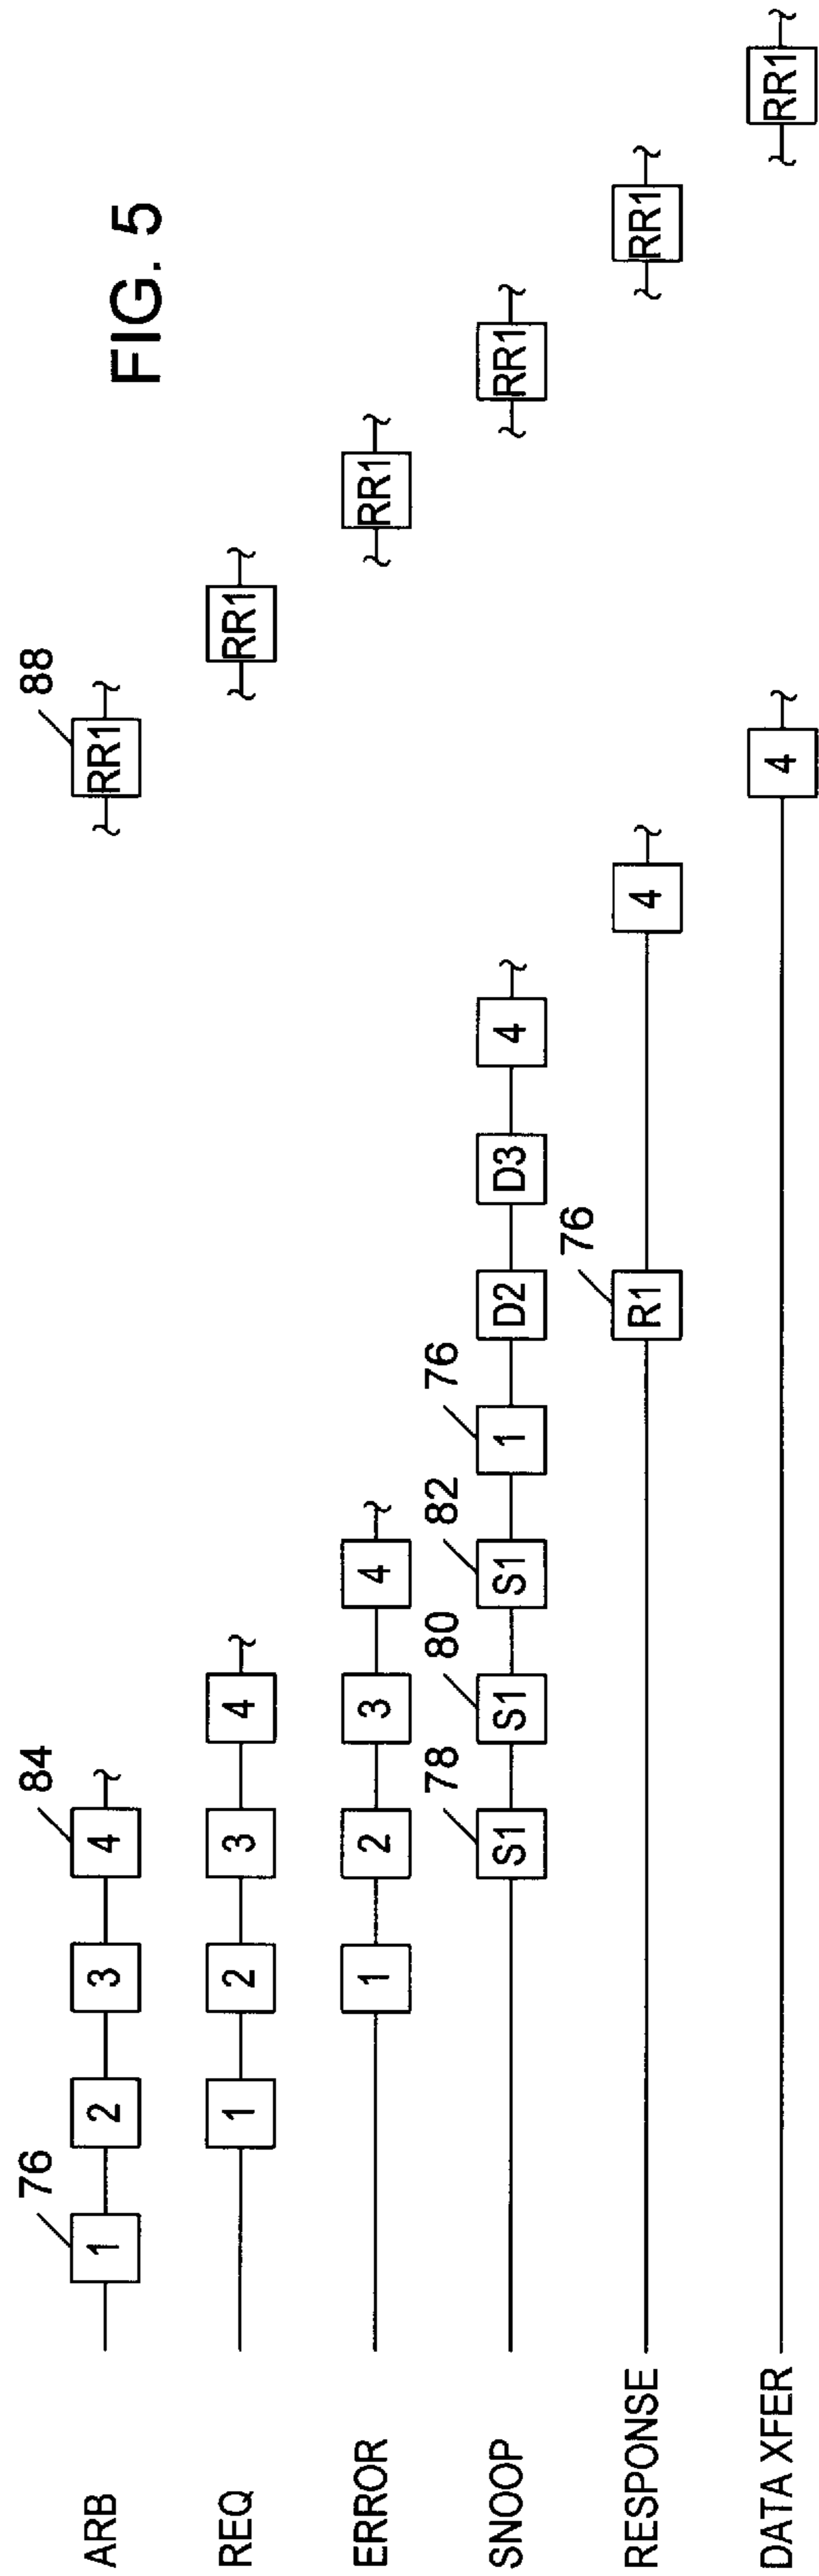 FIG. 5
76 84 88
ARB 1 2 3 4 RR1
REQ 1 2 3 4 RR1
ERROR 1 2 3 4 RR1
78 80 82 76
SNOOP S1 S1 S1 1 D2 D3 4 RR1
76
RESPONSE R1 4 RR1
DATA XFER 4 RR1